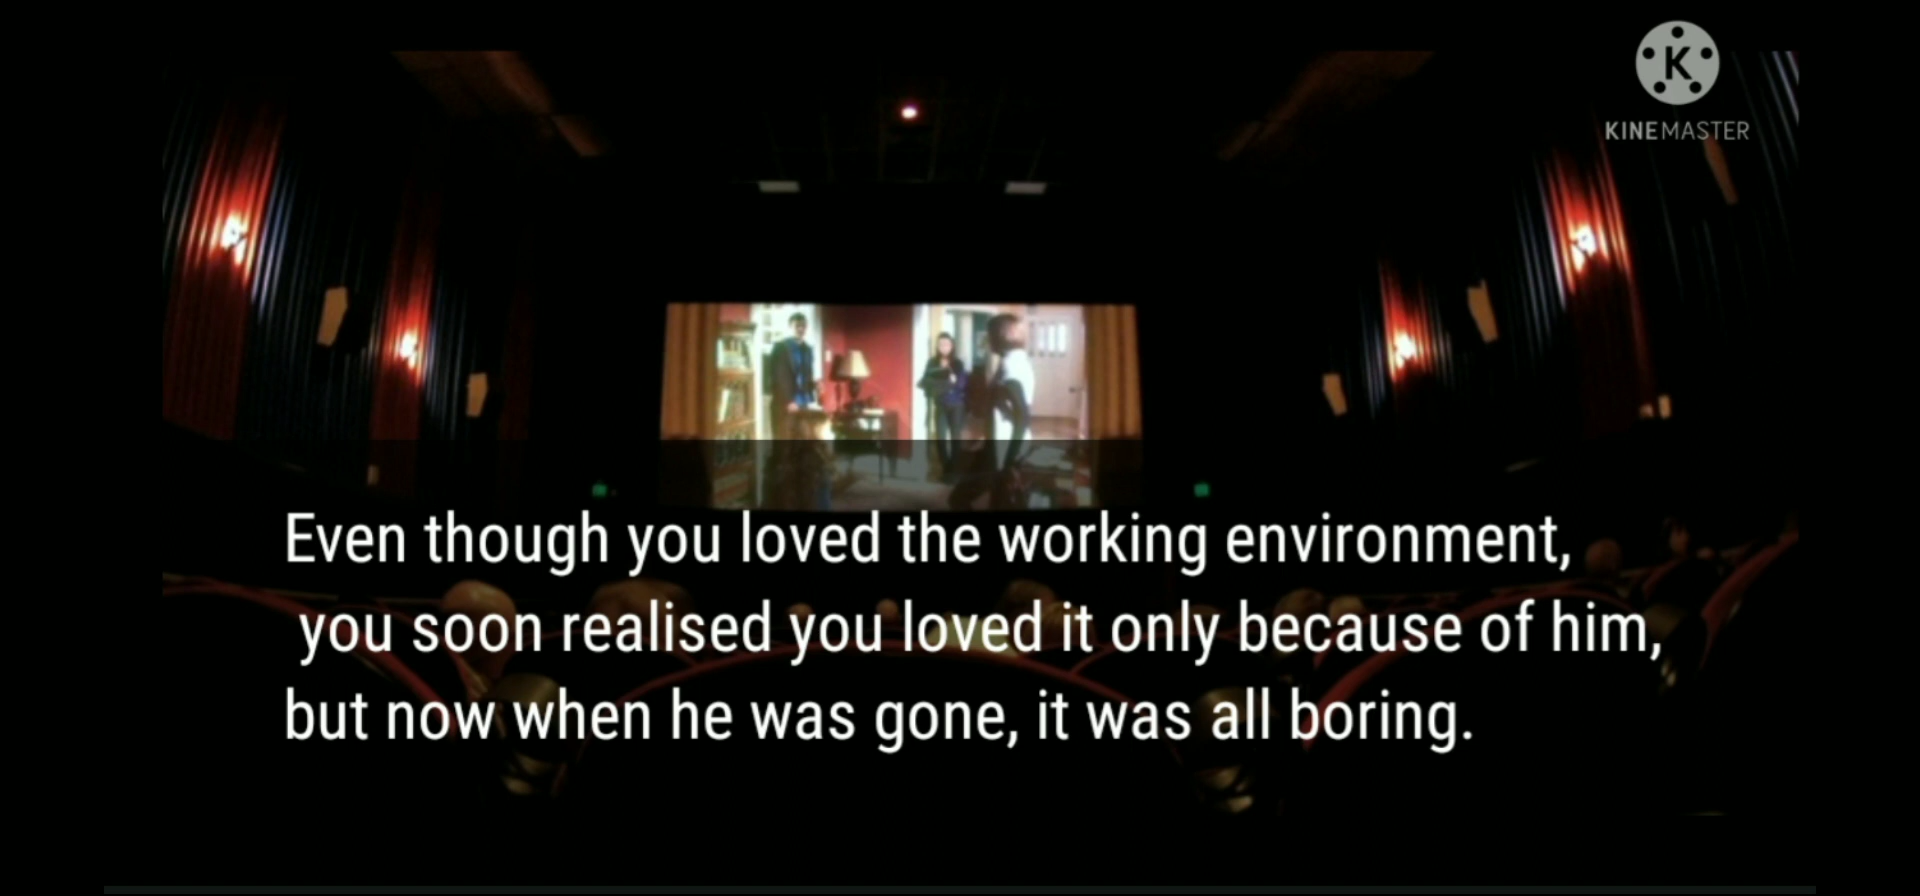 K
KINEMASTER
Even though you loved the working environment,
you soon realised you loved it only because of him,
but now when he was gone, it was all boring.